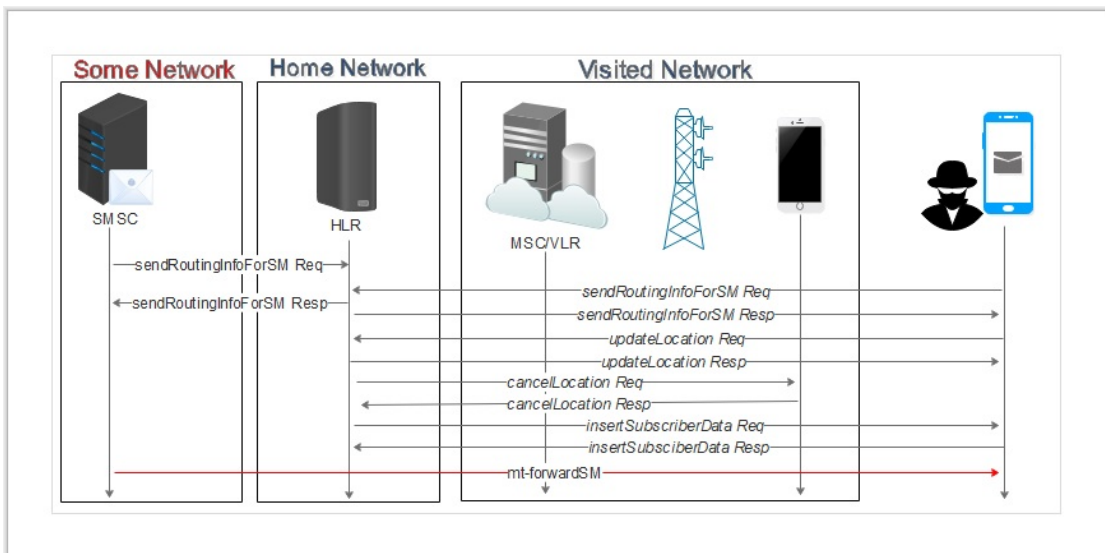 Some Network
Home Network
Visited Network
SMSC
HLR
MSC/VLR
sendRoutingInfoForSM Req
sendRoutingInfoForSM Req
sendRoutingInfoForSM Resp
sendRoutingInfoForSM Resp
updateLocation Req
updateLocation Resp
cancelLocation Req
cancelLocation Resp
insertSubscriberData Req
insertSubsciberData Resp
mt-forwardSM